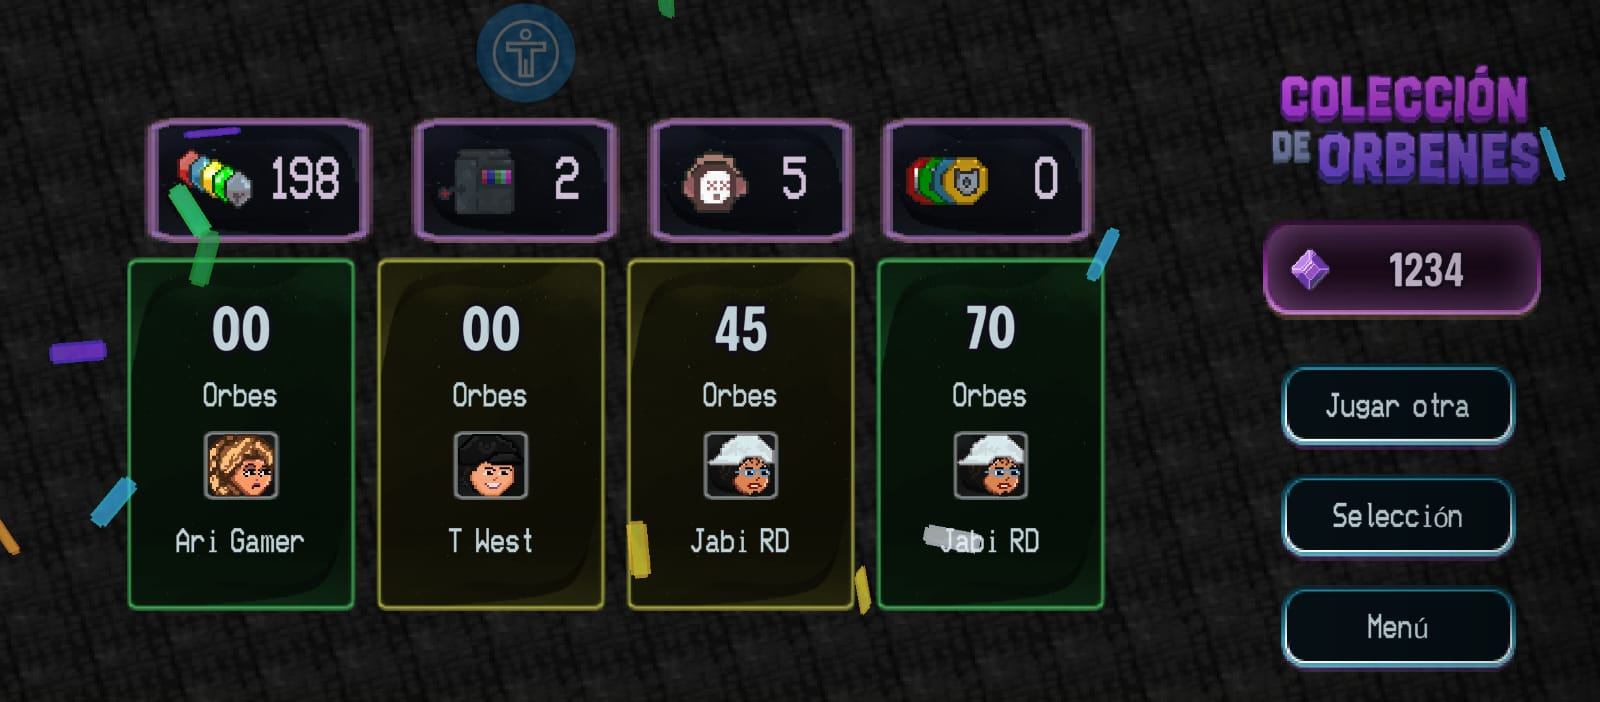 198
2
5
0
00
Orbes
Ari Gamer
00
Orbes
T West
45
Orbes
Jabi RD
70
Orbes
Jabi RD
COLECCIÓN
DE ORBENES
1234
Jugar otra
Selección
Menú